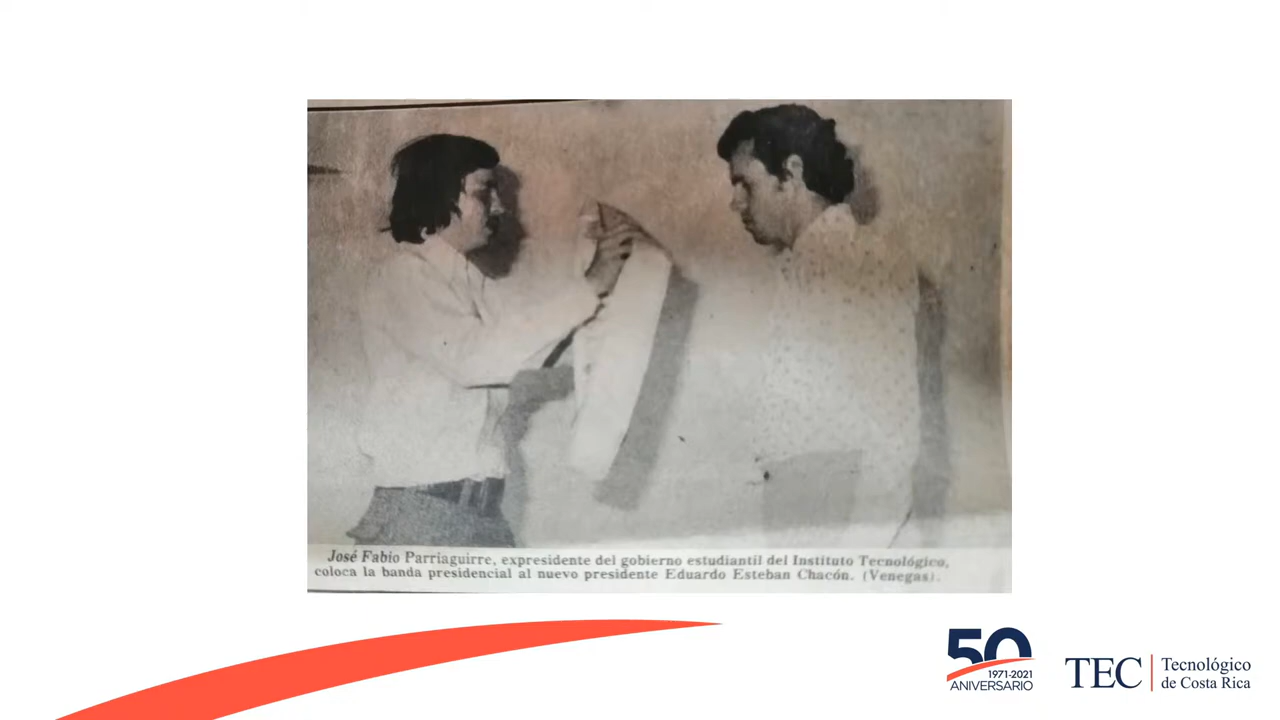 José Fabio Parriaguirre, expresidente del gobierno estudiantil del Instituto Tecnológico,
coloca la banda presidencial al nuevo presidente Eduardo Esteban Chacón. (Venegas).
50
1971-2021
ANIVERSARIO
TEC
Tecnológico
de Costa Rica